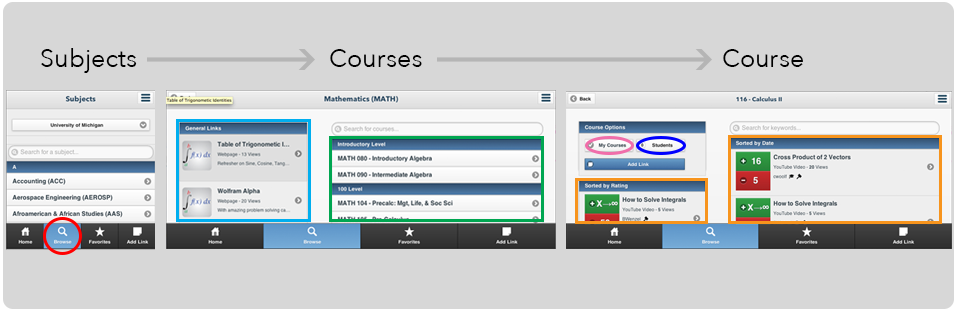 Subjects
Courses
Course
Subjects
University of Michigan
Search for a subject...
A
Accounting (ACC)
Aerospace Engineering (AEROSP)
Afroamerican & African Studies (AAS)
Home
Browse
Favorites
Add Link
Table of Trigonometric Identities
Mathematics (MATH)
General Links
Table of Trigonometric I...
Webpage - 13 Views
Refresher on Sine, Cosine, Tang...
f(x) dx
Wolfram Alpha
Webpage - 20 Views
With amazing problem solving ca...
f(x) dx
Search for courses...
Introductory Level
MATH 080 - Introductory Algebra
MATH 090 - Intermediate Algebra
100 Level
MATH 104 - Precalc: Mgt, Life, & Soc Sci
Home
Browse
Favorites
Add Link
Back
116 - Calculus II
Course Options
My Courses
Students
Add Link
Sorted by Rating
+ X→∞
How to Solve Integrals
YouTube Video - 5 Views
Search for keywords...
Sorted by Date
+ 16
- 5
Cross Product of 2 Vectors
YouTube Video - 20 Views
cwoolf
+ X→∞
How to Solve Integrals
YouTube Video - 5 Views
Home
Browse
Favorites
Add Link